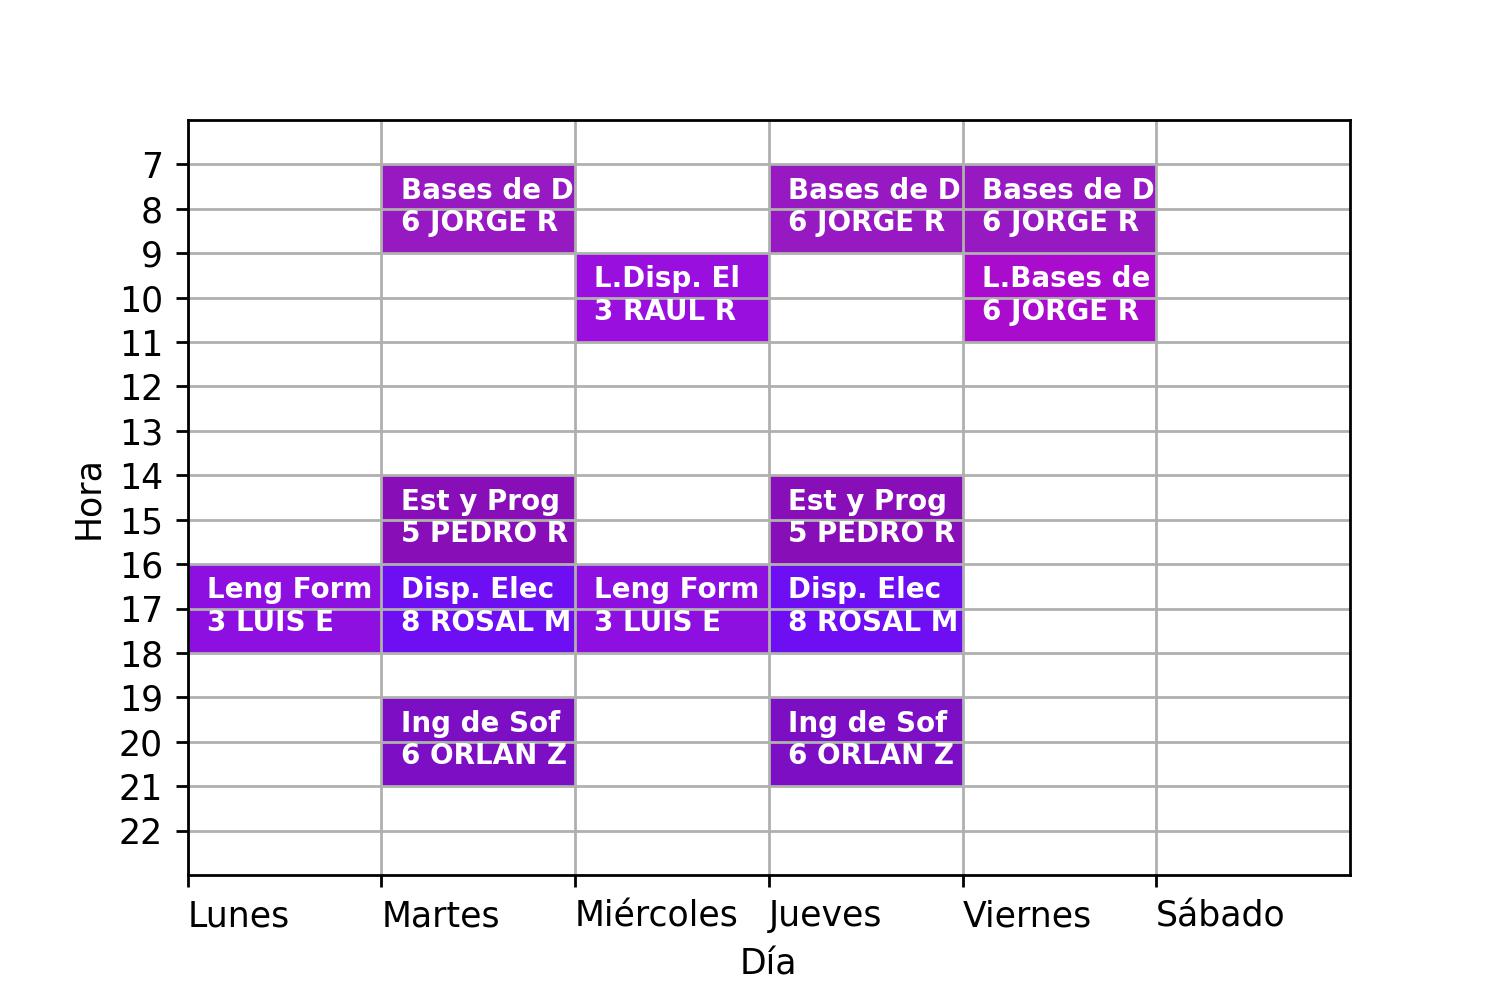 7
Bases de D
6 JORGE R
Bases de D
6 JORGE R
Bases de D
6 JORGE R
8
9
L.Disp. El
3 RAUL R
L.Bases de
6 JORGE R
10
11
12
13
14
Hora
Est y Prog
5 PEDRO R
Est y Prog
5 PEDRO R
15
16
Leng Form
3 LUIS E
Disp. Elec
8 ROSAL M
Leng Form
3 LUIS E
Disp. Elec
8 ROSAL M
17
18
19
Ing de Sof
6 ORLAN Z
Ing de Sof
6 ORLAN Z
20
21
22
Lunes Martes Miércoles Jueves Viernes Sábado
Día